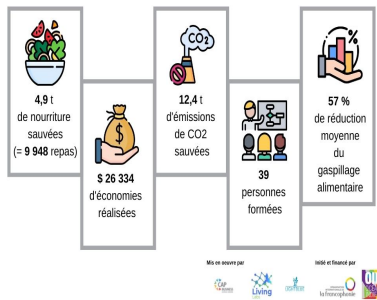 4,9 t
de nourriture
sauvées
(= 9 948 repas)
$ 26 334
d'économies
réalisées
CO2
12,4 t
d'émissions
de CO2
sauvées
39
personnes
formées
%
57 %
de réduction
moyenne
du
gaspillage
alimentaire
Mis en oeuvre par
Initié et financé par
CAP
Living
la francophonie